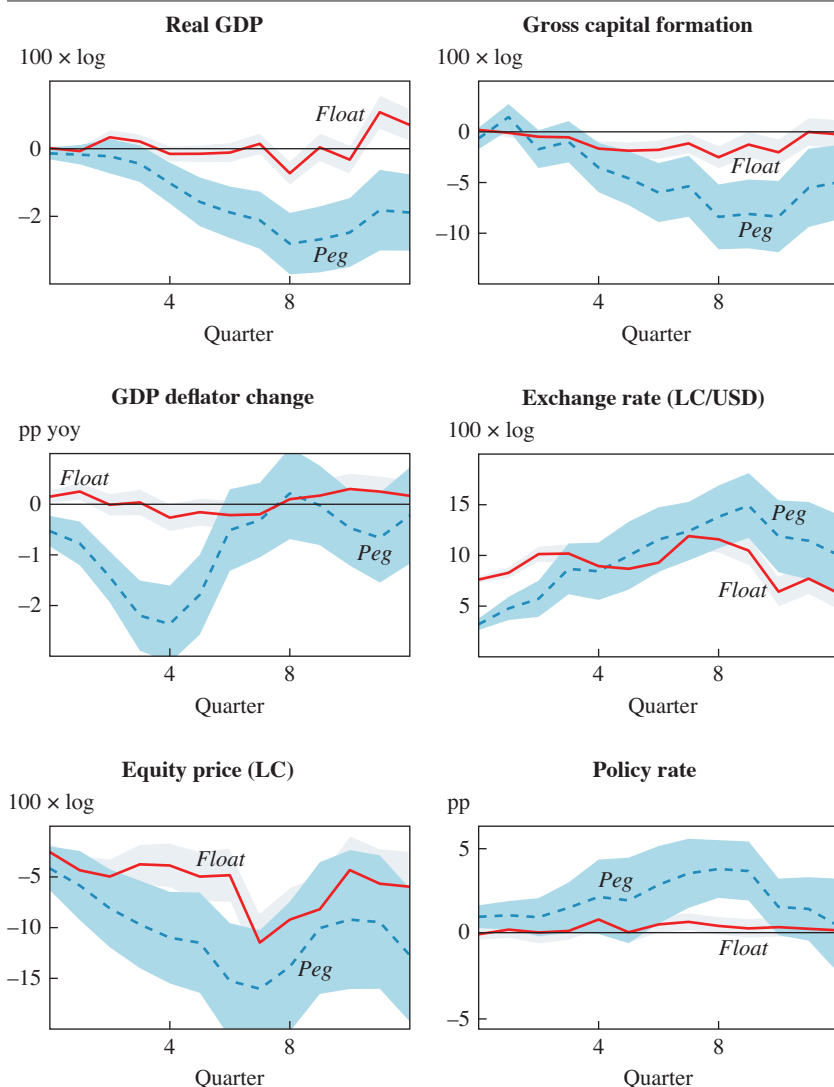 Real GDP
100 × log
Float
0
−2
Peg
4
8
Quarter
Gross capital formation
100 × log
0
Float
−5
−10
Peg
4
8
Quarter
GDP deflator change
pp yoy
Float
0
−1
Peg
−2
4
8
Quarter
Exchange rate (LC/USD)
100 × log
15
Peg
10
Float
5
4
8
Quarter
Equity price (LC)
100 × log
Float
−5
−10
Peg
−15
4
8
Quarter
Policy rate
pp
5
Peg
0
Float
−5
4
8
Quarter